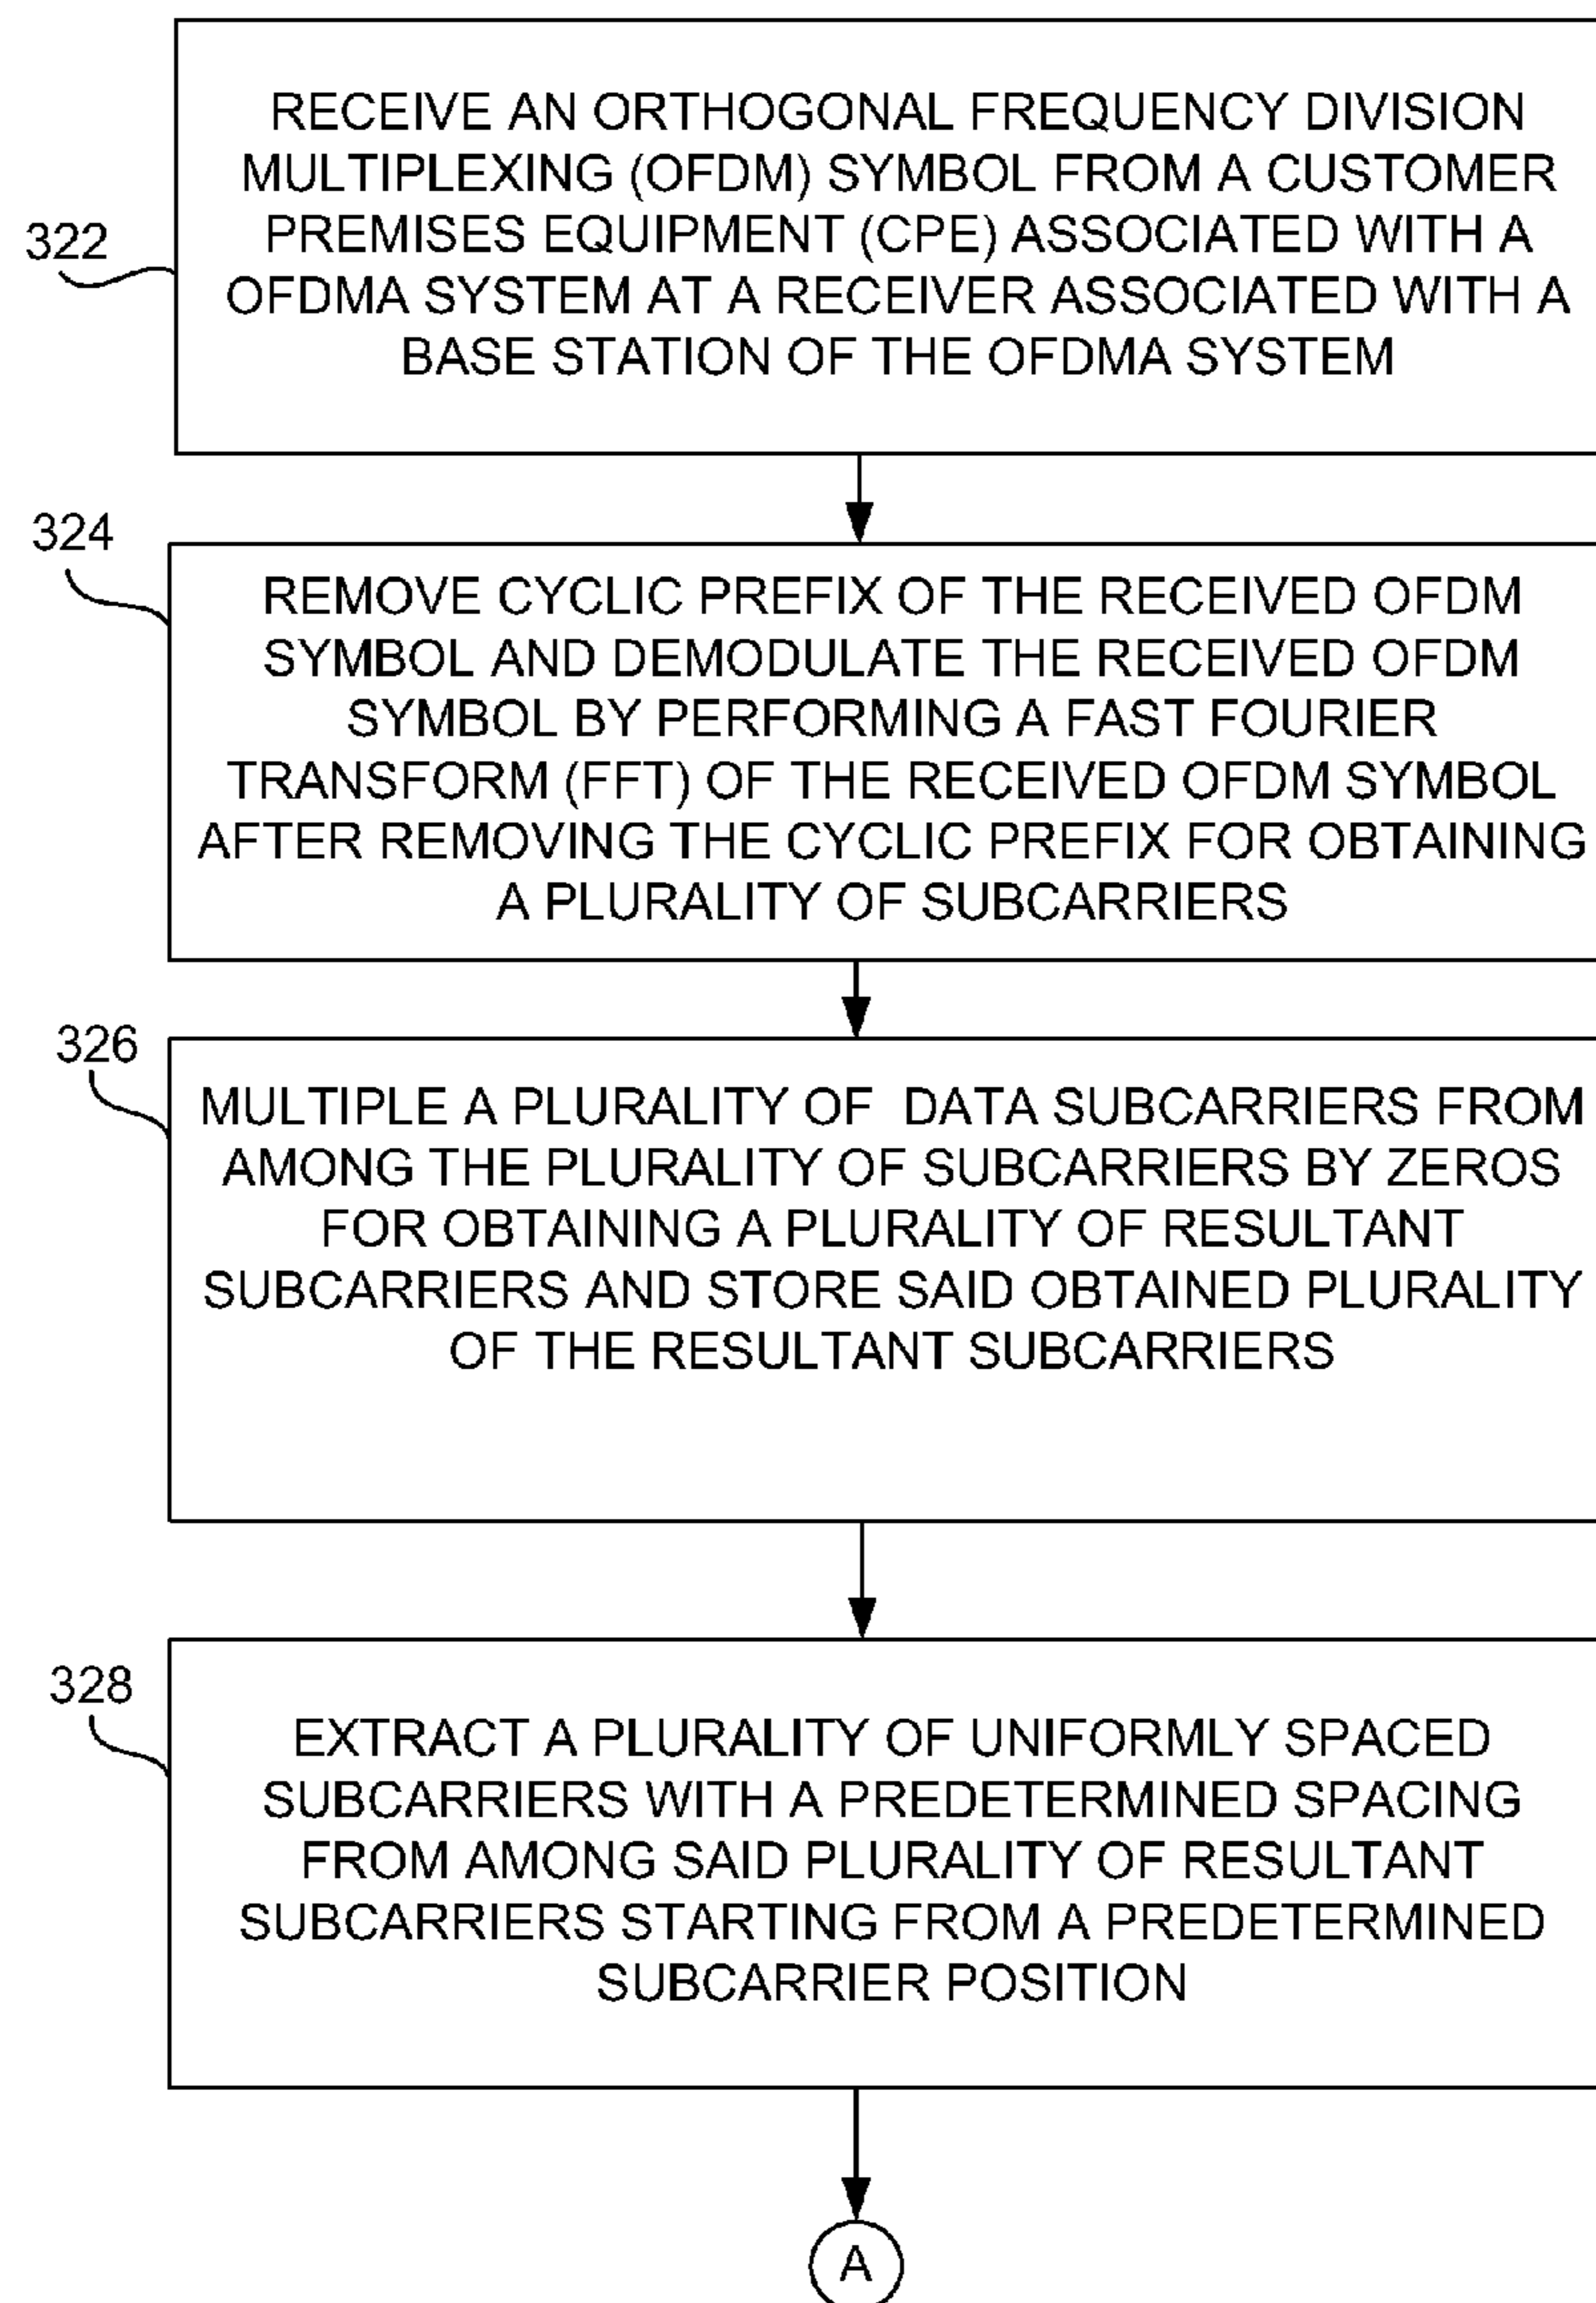 RECEIVE AN ORTHOGONAL FREQUENCY DIVISION
MULTIPLEXING (OFDM) SYMBOL FROM A CUSTOMER
PREMISES EQUIPMENT (CPE) ASSOCIATED WITH A
OFDMA SYSTEM AT A RECEIVER ASSOCIATED WITH A
BASE STATION OF THE OFDMA SYSTEM
322
324
REMOVE CYCLIC PREFIX OF THE RECEIVED OFDM
SYMBOL AND DEMODULATE THE RECEIVED OFDM
SYMBOL BY PERFORMING A FAST FOURIER
TRANSFORM (FFT) OF THE RECEIVED OFDM SYMBOL
AFTER REMOVING THE CYCLIC PREFIX FOR OBTAINING
A PLURALITY OF SUBCARRIERS
326
MULTIPLE A PLURALITY OF DATA SUBCARRIERS FROM
AMONG THE PLURALITY OF SUBCARRIERS BY ZEROS
FOR OBTAINING A PLURALITY OF RESULTANT
SUBCARRIERS AND STORE SAID OBTAINED PLURALITY
OF THE RESULTANT SUBCARRIERS
328
EXTRACT A PLURALITY OF UNIFORMLY SPACED
SUBCARRIERS WITH A PREDETERMINED SPACING
FROM AMONG SAID PLURALITY OF RESULTANT
SUBCARRIERS STARTING FROM A PREDETERMINED
SUBCARRIER POSITION
A